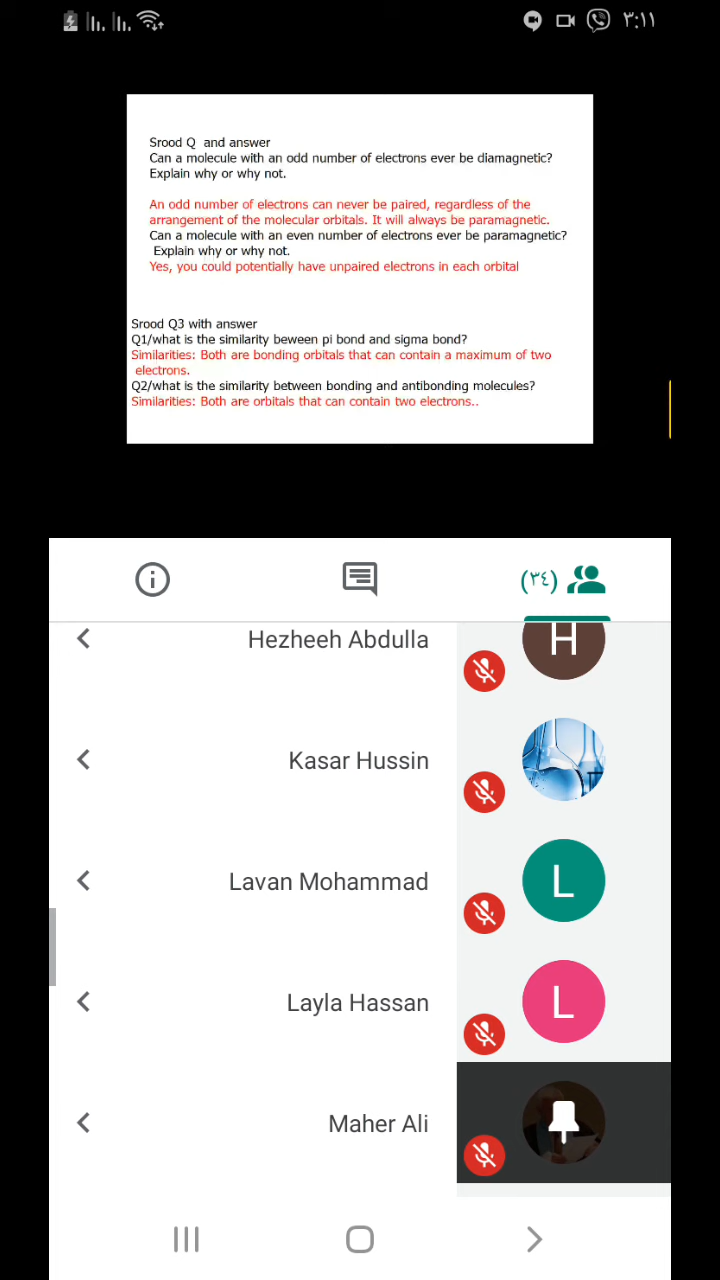 ٣:١١
Srood Q and answer
Can a molecule with an odd number of electrons ever be diamagnetic?
Explain why or why not.
An odd number of electrons can never be paired, regardless of the
arrangement of the molecular orbitals. It will always be paramagnetic.
Can a molecule with an even number of electrons ever be paramagnetic?
Explain why or why not.
Yes, you could potentially have unpaired electrons in each orbital
Srood Q3 with answer
Q1/what is the similarity beween pi bond and sigma bond?
Similarities: Both are bonding orbitals that can contain a maximum of two
electrons.
Q2/what is the similarity between bonding and antibonding molecules?
Similarities: Both are orbitals that can contain two electrons..
(٣٤)
Hezheeh Abdulla
H
Kasar Hussin
Lavan Mohammad
L
Layla Hassan
L
Maher Ali